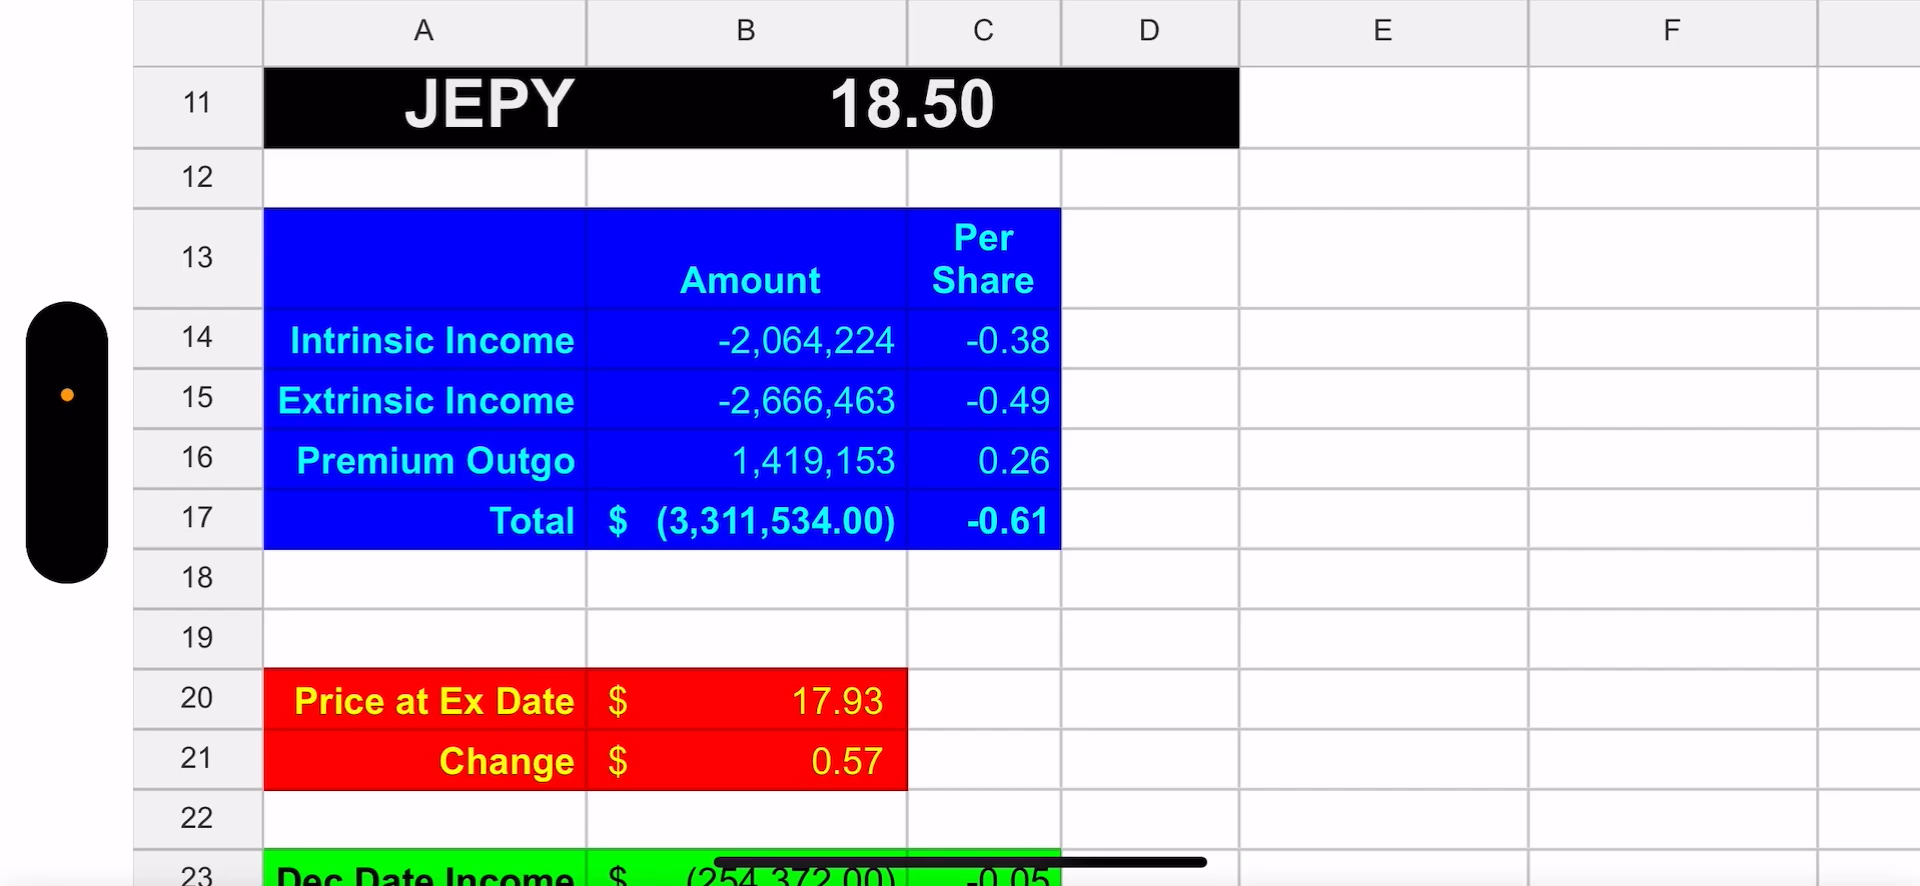 A B C D E F
11 JEPY 18.50
12
13 Amount Per Share
14 Intrinsic Income -2,064,224 -0.38
15 Extrinsic Income -2,666,463 -0.49
16 Premium Outgo 1,419,153 0.26
17 Total $ (3,311,534.00) -0.61
18
19
20 Price at Ex Date $ 17.93
21 Change $ 0.57
22
23 Dec Date Income $ (254,372.00) -0.05